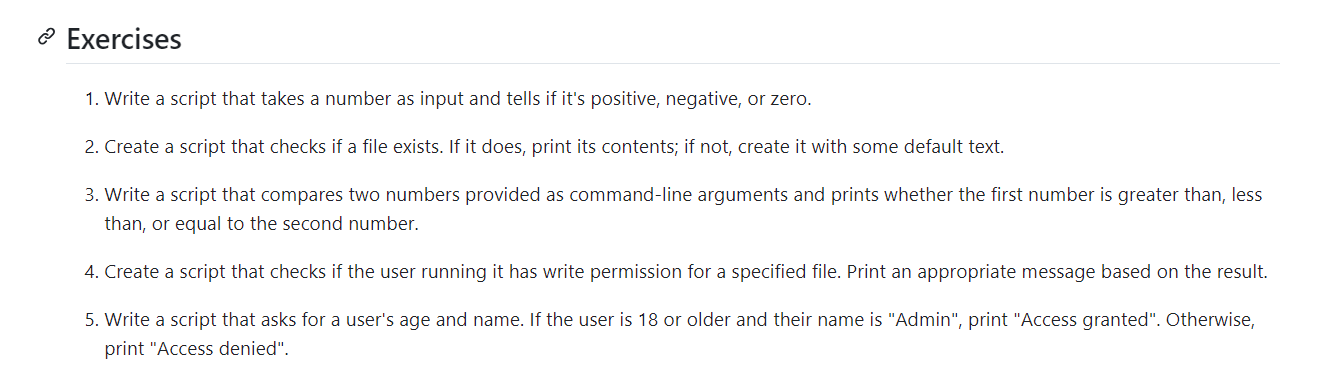 Exercises
1. Write a script that takes a number as input and tells if it's positive, negative, or zero.
2. Create a script that checks if a file exists. If it does, print its contents; if not, create it with some default text.
3. Write a script that compares two numbers provided as command-line arguments and prints whether the first number is greater than, less
than, or equal to the second number.
4. Create a script that checks if the user running it has write permission for a specified file. Print an appropriate message based on the result.
5. Write a script that asks for a user's age and name. If the user is 18 or older and their name is "Admin", print "Access granted". Otherwise,
print "Access denied".